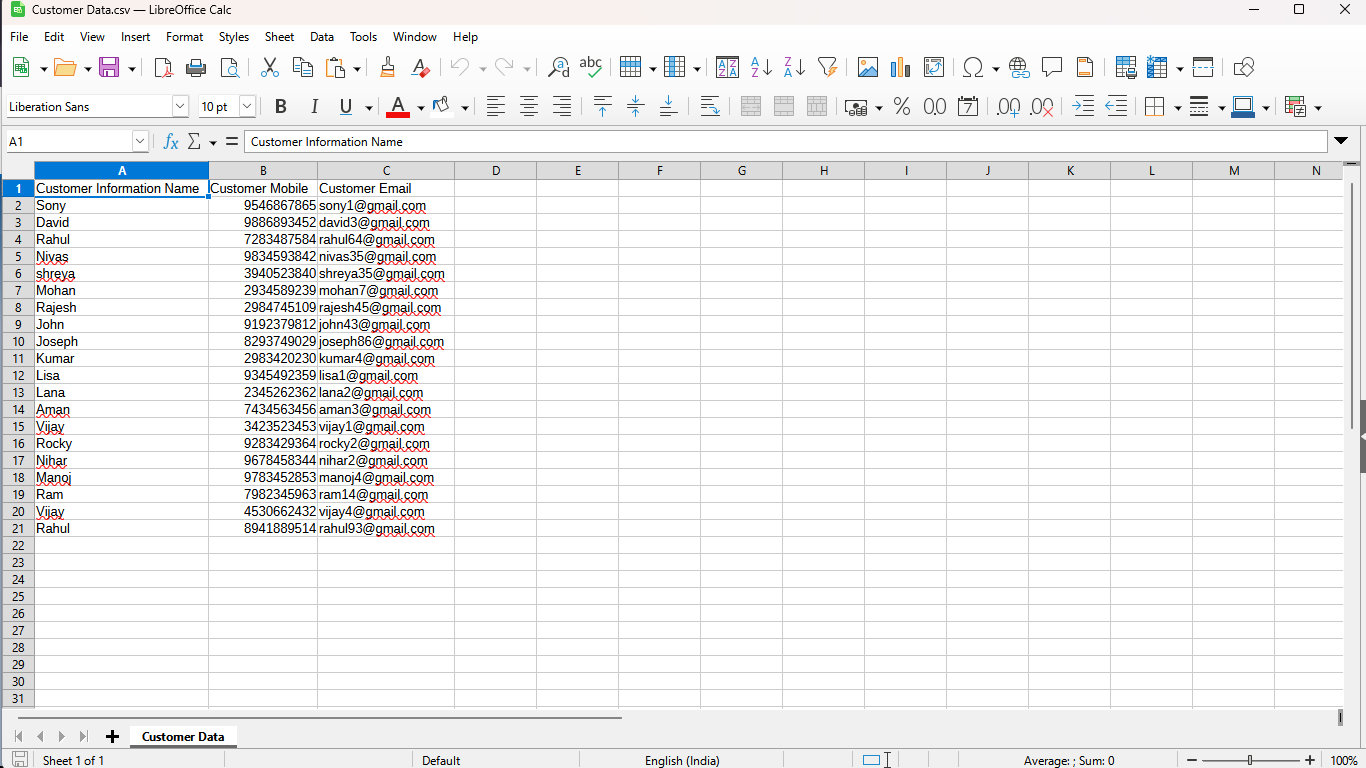 Customer Data.csv — LibreOffice Calc
File Edit View Insert Format Styles Sheet Data Tools Window Help
Liberation Sans 10 pt B I U A
A1 fx Σ = Customer Information Name
A B C D E F G H I J K L M N
1 Customer Information Name Customer Mobile Customer Email
2 Sony 9546867865 sony1@gmail.com
3 David 9886893452 david3@gmail.com
4 Rahul 7283487584 rahul64@gmail.com
5 Nivas 9834593842 nivas35@gmail.com
6 shreya 3940523840 shreya35@gmail.com
7 Mohan 2934589239 mohan7@gmail.com
8 Rajesh 2984745109 rajesh45@gmail.com
9 John 9192379812 john43@gmail.com
10 Joseph 8293749029 joseph86@gmail.com
11 Kumar 2983420230 kumar4@gmail.com
12 Lisa 9345492359 lisa1@gmail.com
13 Lana 2345262362 lana2@gmail.com
14 Aman 7434563456 aman3@gmail.com
15 Vijay 3423523453 vijay1@gmail.com
16 Rocky 9283429364 rocky2@gmail.com
17 Nihar 9678458344 nihar2@gmail.com
18 Manoj 9783452853 manoj4@gmail.com
19 Ram 7982345963 ram14@gmail.com
20 Vijay 4530662432 vijay4@gmail.com
21 Rahul 8941889514 rahul93@gmail.com
22
23
24
25
26
27
28
29
30
31
Customer Data
Sheet 1 of 1 Default English (India) Average: ; Sum: 0 100%